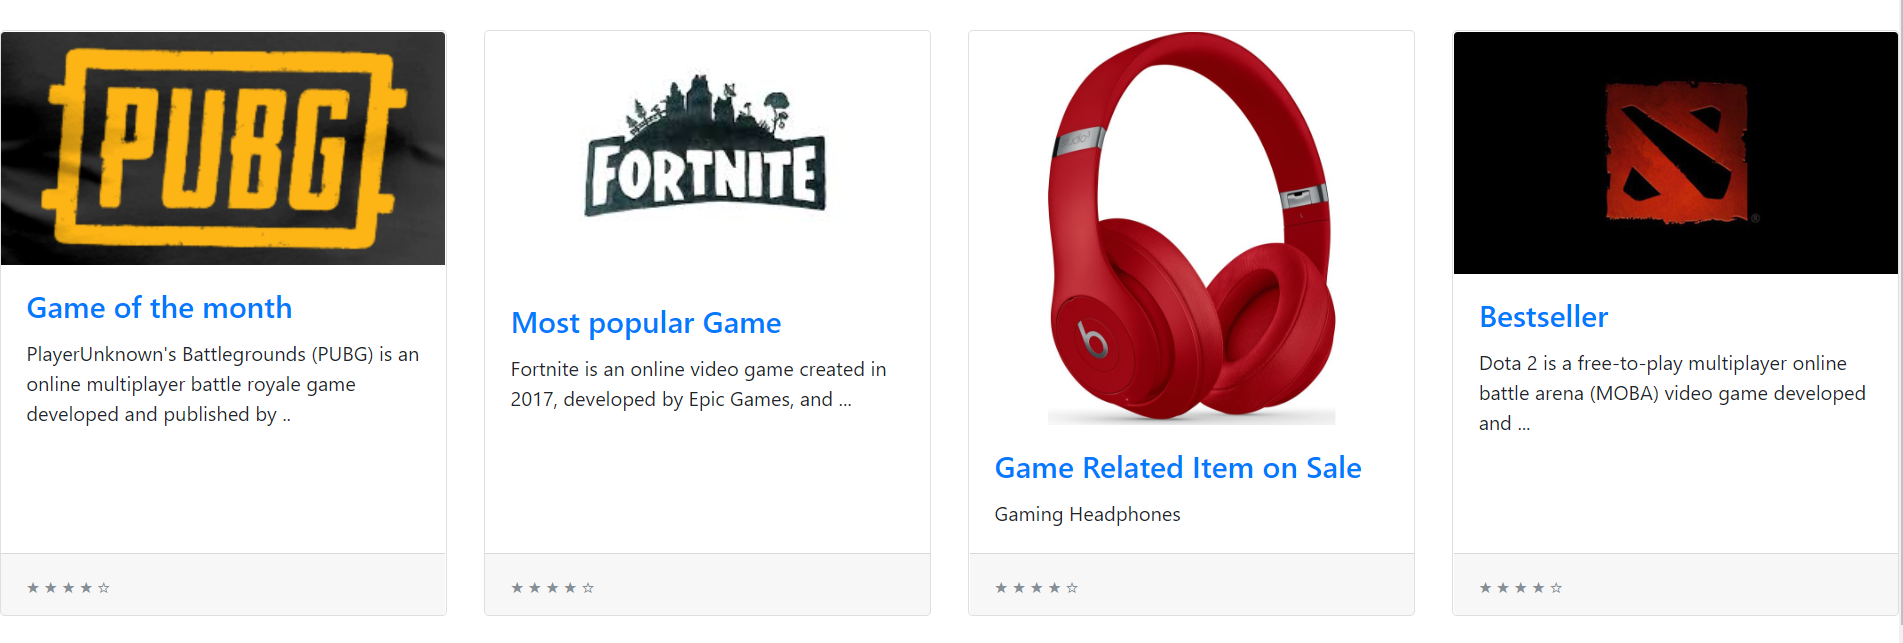 PUBG
Game of the month
PlayerUnknown's Battlegrounds (PUBG) is an
online multiplayer battle royale game
developed and published by ..
★ ★ ★ ★ ☆
FORTNITE
Most popular Game
Fortnite is an online video game created in
2017, developed by Epic Games, and ...
★ ★ ★ ★ ☆
studio3
b
Game Related Item on Sale
Gaming Headphones
★ ★ ★ ★ ☆
®
Bestseller
Dota 2 is a free-to-play multiplayer online
battle arena (MOBA) video game developed
and ...
★ ★ ★ ★ ☆